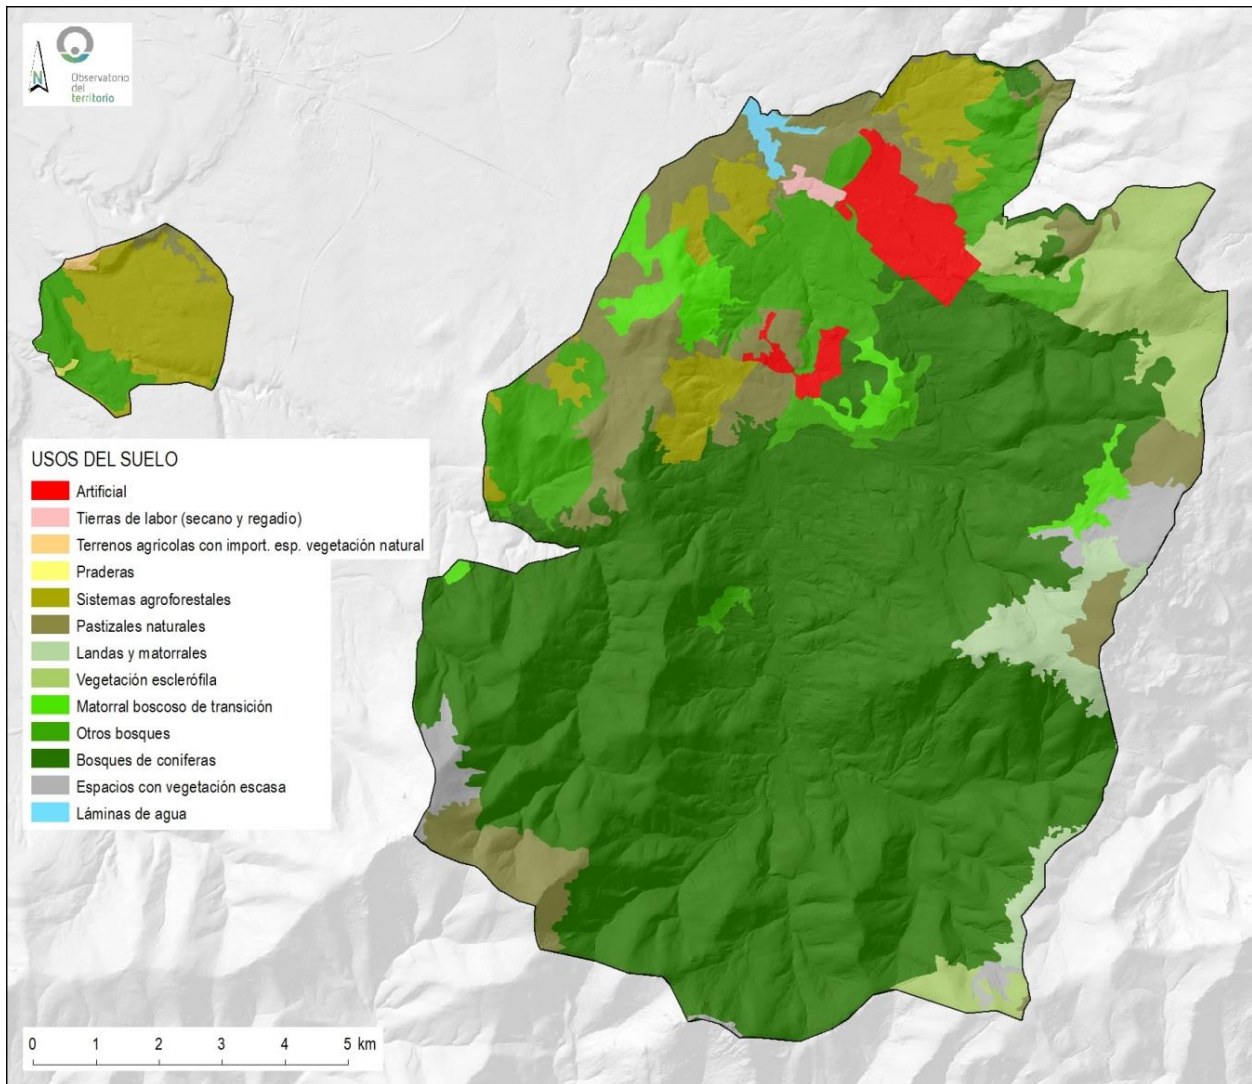 N
Observatorio
del
territorio
USOS DEL SUELO
Artificial
Tierras de labor (secano y regadio)
Terrenos agricolas con import. esp. vegetación natural
Praderas
Sistemas agroforestales
Pastizales naturales
Landas y matorrales
Vegetación esclerófila
Matorral boscoso de transición
Otros bosques
Bosques de coníferas
Espacios con vegetación escasa
Láminas de agua
0 1 2 3 4 5 km